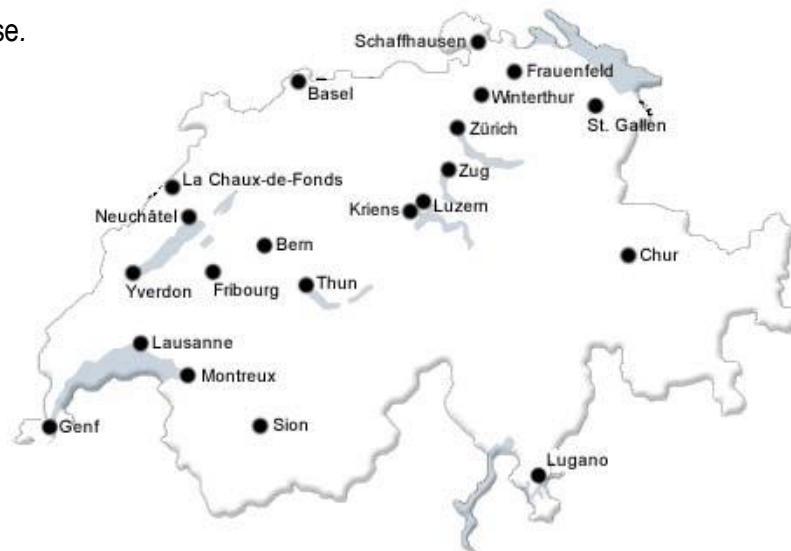 se.
Schaffhausen
Frauenfeld
Basel
Winterthur
St. Gallen
Zürich
Zug
La Chaux-de-Fonds
Luzern
Kriens
Neuchâtel
Bern
Chur
Thun
Yverdon
Fribourg
Lausanne
Montreux
Genf
Sion
Lugano